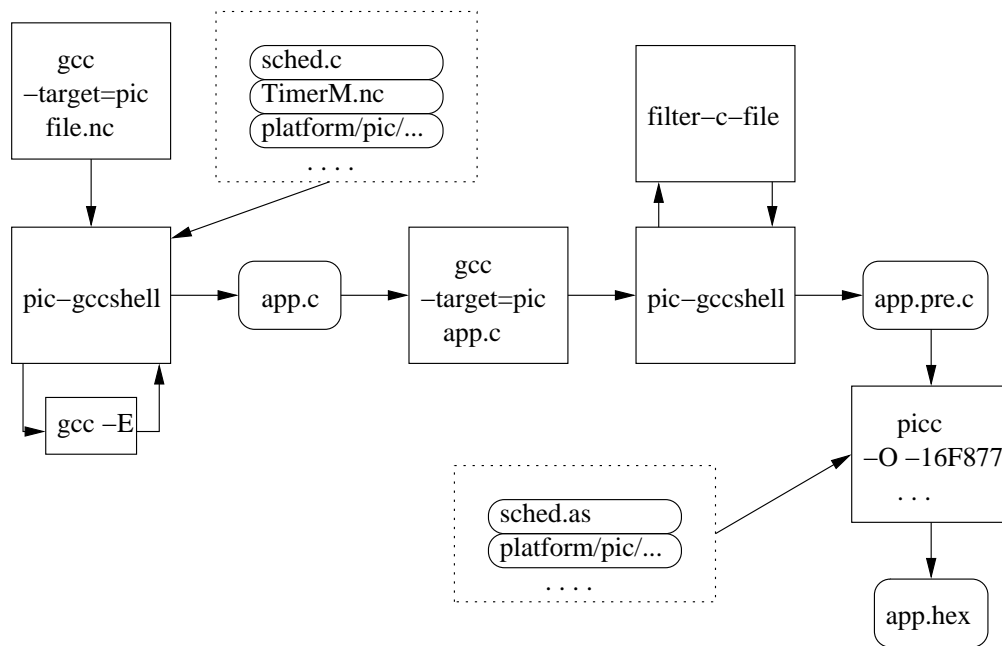 gcc
−target=pic
file.nc
sched.c
TimerM.nc
platform/pic/...
. . . .
filter−c−file
pic−gccshell
app.c
gcc
−target=pic
app.c
pic−gccshell
app.pre.c
gcc −E
picc
−O −16F877
. . .
sched.as
platform/pic/...
. . . .
app.hex